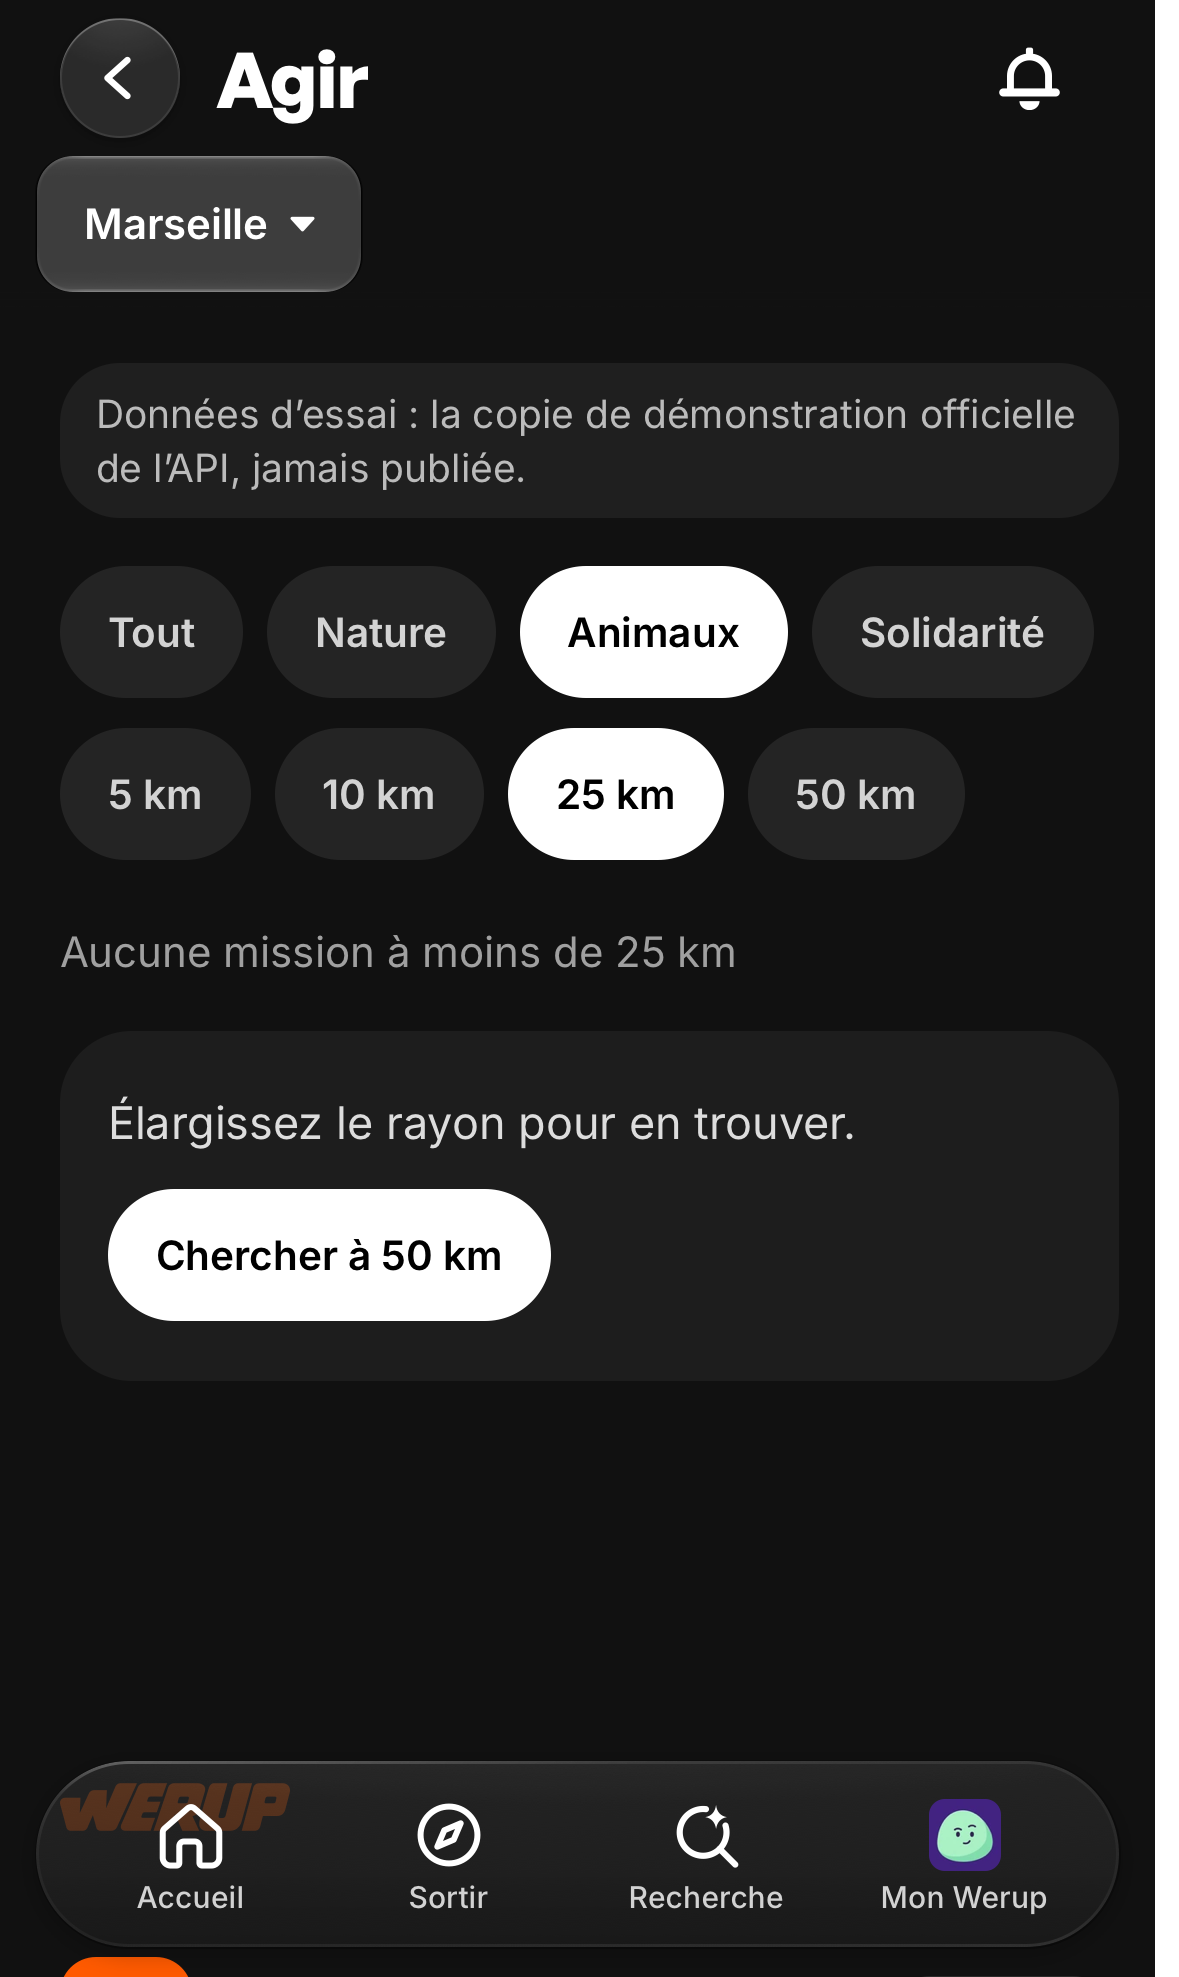 Agir
Marseille
Données d’essai : la copie de démonstration officielle
de l’API, jamais publiée.
Tout Nature Animaux Solidarité
5 km 10 km 25 km 50 km
Aucune mission à moins de 25 km
Élargissez le rayon pour en trouver.
Chercher à 50 km
WERUP
Accueil Sortir Recherche Mon Werup